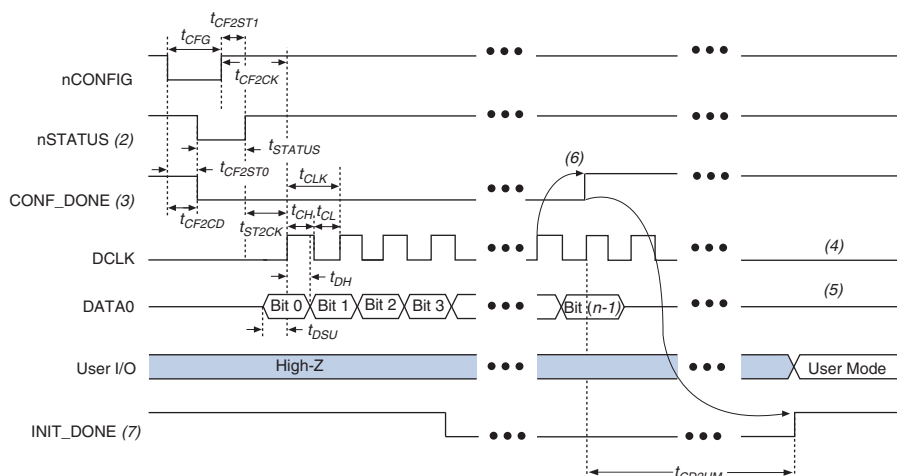 tCF2ST1
tCFG
nCONFIG
tCF2CK
nSTATUS (2)
tSTATUS
tCF2ST0
tCLK
(6)
CONF_DONE (3)
tCF2CD
tST2CK
tCH
tCL
DCLK
(4)
tDH
DATA0
Bit 0
Bit 1
Bit 2
Bit 3
Bit (n-1)
(5)
tDSU
User I/O
High-Z
User Mode
INIT_DONE (7)
tCD2UM